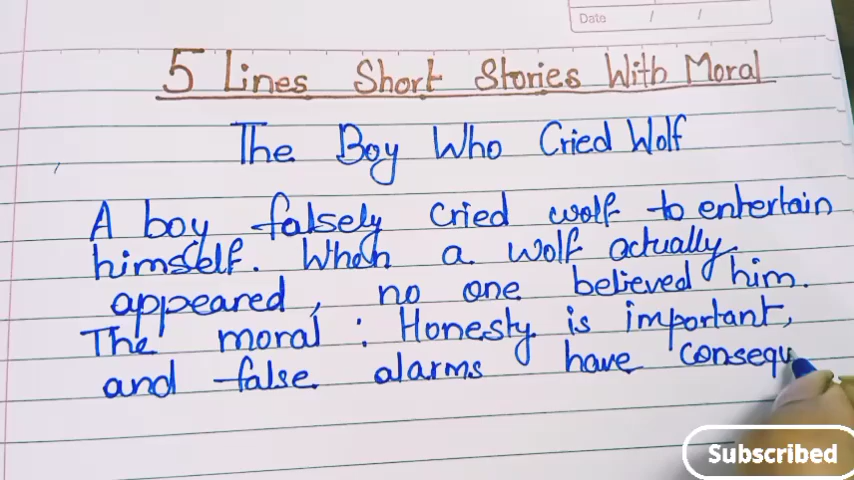 Date / /
5 Lines Short Stories With Moral
The Boy Who Cried Wolf
A boy falsely cried wolf to entertain
himself. When a wolf actually
appeared, no one believed him.
The moral : Honesty is important,
and false alarms have consequ
Subscribed